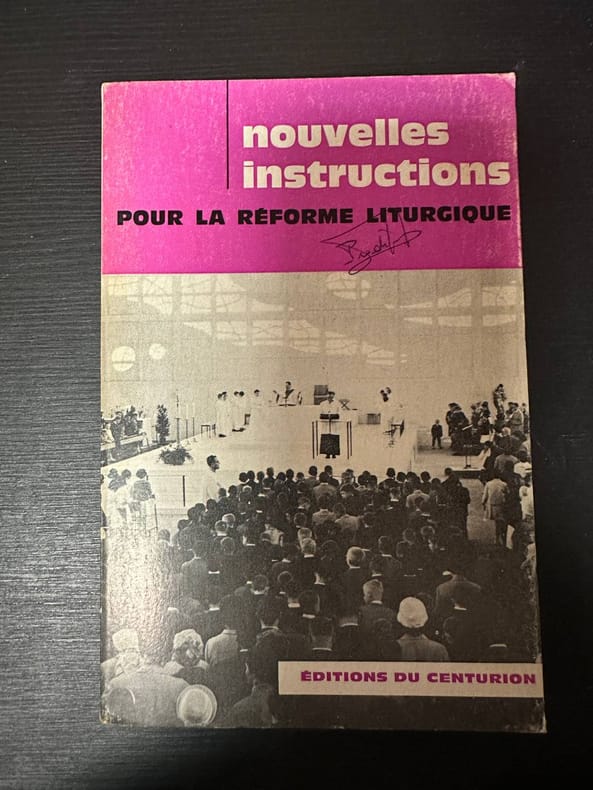 nouvelles
instructions
POUR LA RÉFORME LITURGIQUE
ÉDITIONS DU CENTURION